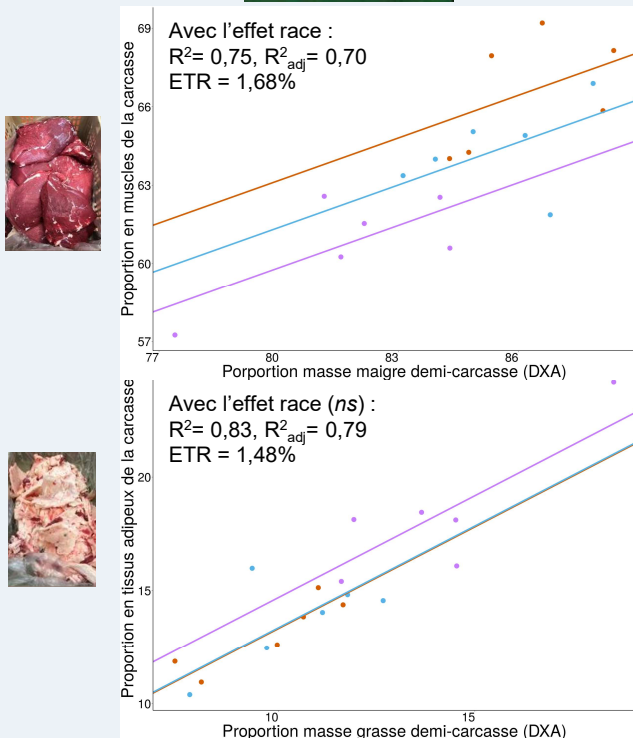 Avec l'effet race :
R²= 0,75, R²adj= 0,70
ETR = 1,68%
Proportion en muscles de la carcasse
69
66
63
60
57
77
80
83
86
Porportion masse maigre demi-carcasse (DXA)
Avec l'effet race (ns) :
R²= 0,83, R²adj= 0,79
ETR = 1,48%
Proportion en tissus adipeux de la carcasse
20
15
10
10
15
Proportion masse grasse demi-carcasse (DXA)